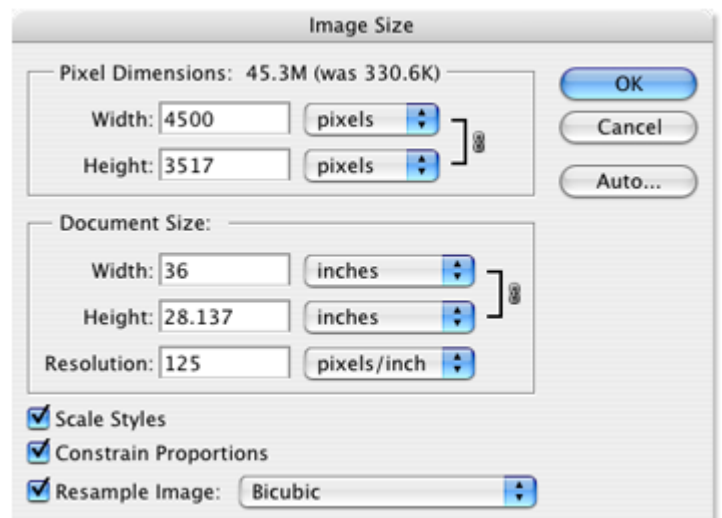 Image Size
Pixel Dimensions: 45.3M (was 330.6K)
OK
Width: 4500 pixels
Cancel
Height: 3517 pixels
Auto...
Document Size:
Width: 36 inches
Height: 28.137 inches
Resolution: 125 pixels/inch
Scale Styles
Constrain Proportions
Resample Image: Bicubic